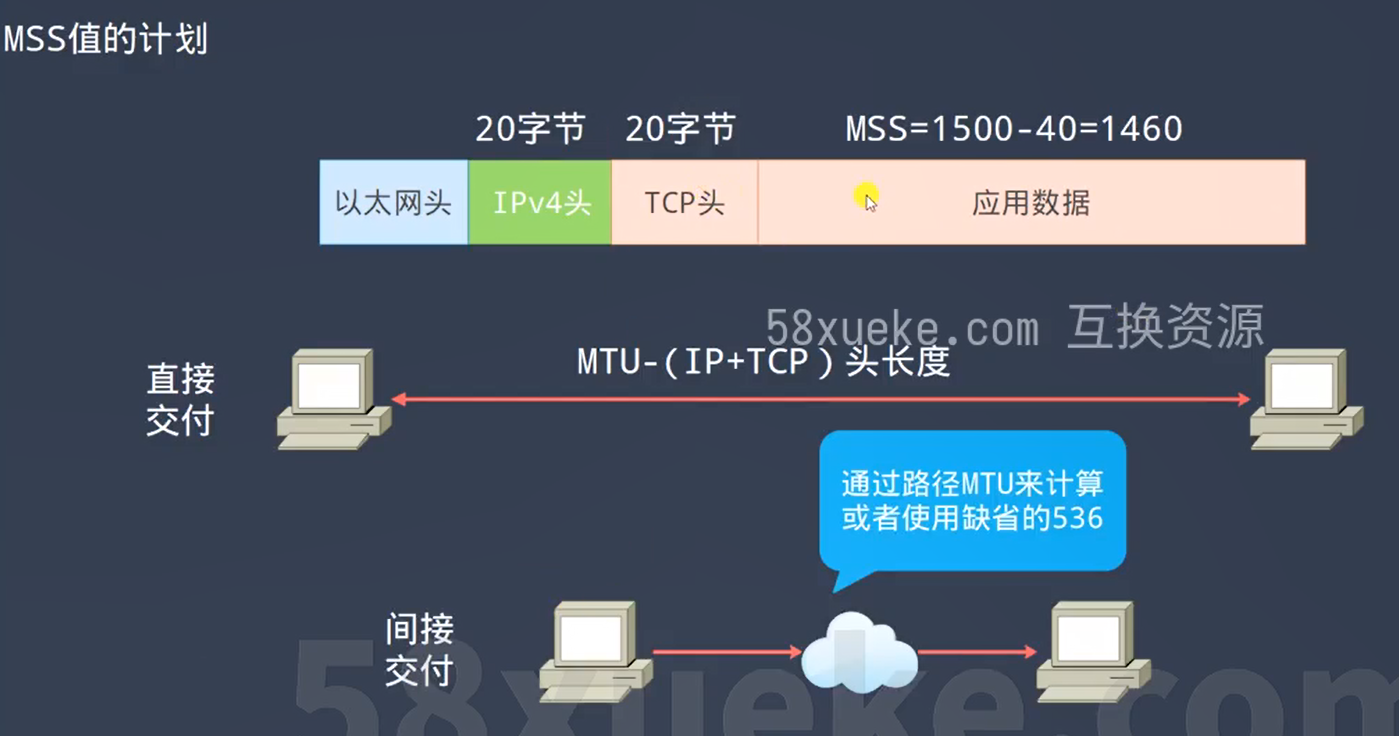 MSS值的计划
20字节 20字节 MSS=1500-40=1460
以太网头 IPv4头 TCP头 应用数据
58xueke.com 互换资源
MTU-(IP+TCP)头长度
直接
交付
通过路径MTU来计算
或者使用缺省的536
间接
交付
58xueke.com